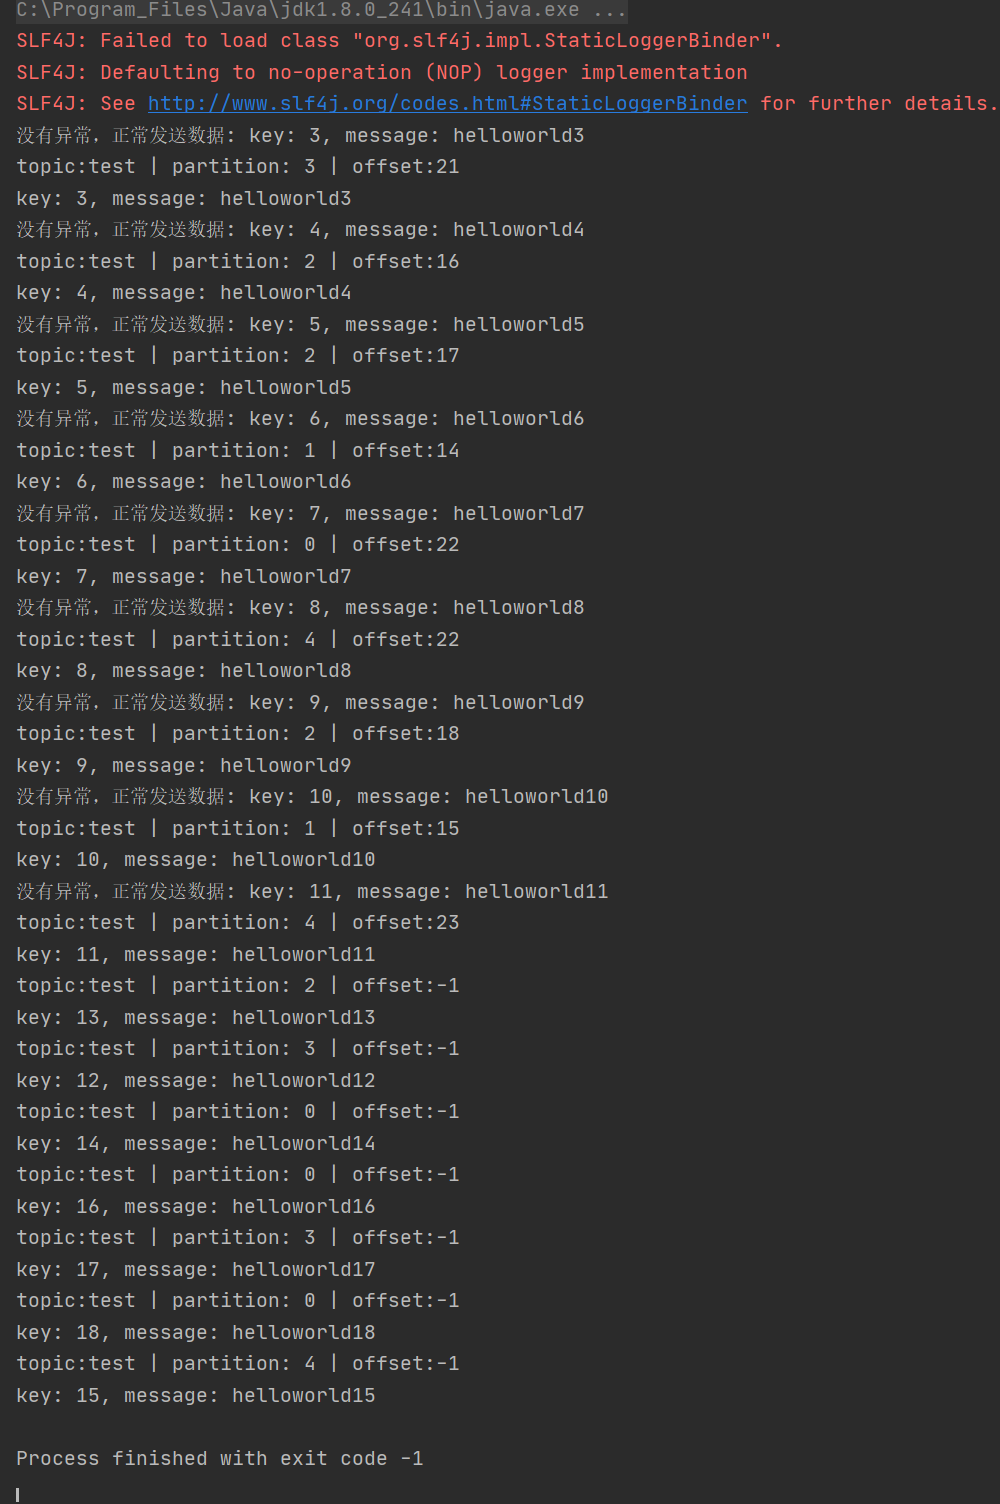 C:\Program_Files\Java\jdk1.8.0_241\bin\java.exe ...
SLF4J: Failed to load class "org.slf4j.impl.StaticLoggerBinder".
SLF4J: Defaulting to no-operation (NOP) logger implementation
SLF4J: See http://www.slf4j.org/codes.html#StaticLoggerBinder for further details.
没有异常，正常发送数据: key: 3, message: helloworld3
topic:test | partition: 3 | offset:21
key: 3, message: helloworld3
没有异常，正常发送数据: key: 4, message: helloworld4
topic:test | partition: 2 | offset:16
key: 4, message: helloworld4
没有异常，正常发送数据: key: 5, message: helloworld5
topic:test | partition: 2 | offset:17
key: 5, message: helloworld5
没有异常，正常发送数据: key: 6, message: helloworld6
topic:test | partition: 1 | offset:14
key: 6, message: helloworld6
没有异常，正常发送数据: key: 7, message: helloworld7
topic:test | partition: 0 | offset:22
key: 7, message: helloworld7
没有异常，正常发送数据: key: 8, message: helloworld8
topic:test | partition: 4 | offset:22
key: 8, message: helloworld8
没有异常，正常发送数据: key: 9, message: helloworld9
topic:test | partition: 2 | offset:18
key: 9, message: helloworld9
没有异常，正常发送数据: key: 10, message: helloworld10
topic:test | partition: 1 | offset:15
key: 10, message: helloworld10
没有异常，正常发送数据: key: 11, message: helloworld11
topic:test | partition: 4 | offset:23
key: 11, message: helloworld11
topic:test | partition: 2 | offset:-1
key: 13, message: helloworld13
topic:test | partition: 3 | offset:-1
key: 12, message: helloworld12
topic:test | partition: 0 | offset:-1
key: 14, message: helloworld14
topic:test | partition: 0 | offset:-1
key: 16, message: helloworld16
topic:test | partition: 3 | offset:-1
key: 17, message: helloworld17
topic:test | partition: 0 | offset:-1
key: 18, message: helloworld18
topic:test | partition: 4 | offset:-1
key: 15, message: helloworld15
Process finished with exit code -1